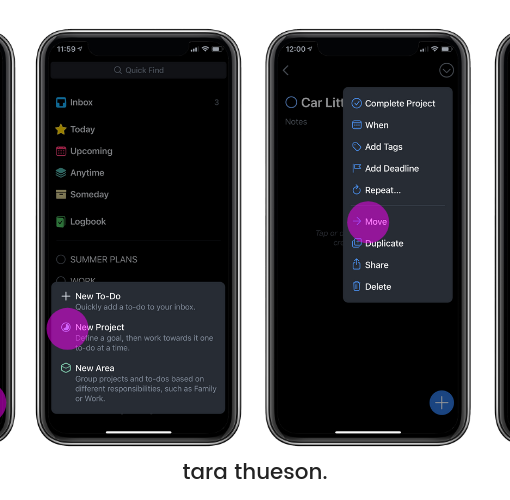 11:59
Quick Find
Inbox 3
Today
Upcoming
Anytime
Someday
Logbook
SUMMER PLANS
WORK
New To-Do
Quickly add a to-do to your inbox.
New Project
Define a goal, then work towards it one
to-do at a time.
New Area
Group projects and to-dos based on
different responsibilities, such as Family
or Work.
12:00
Car Litt
Notes
Complete Project
When
Add Tags
Add Deadline
Repeat...
Move
Tap
Duplicate
Share
Delete
tara thueson.